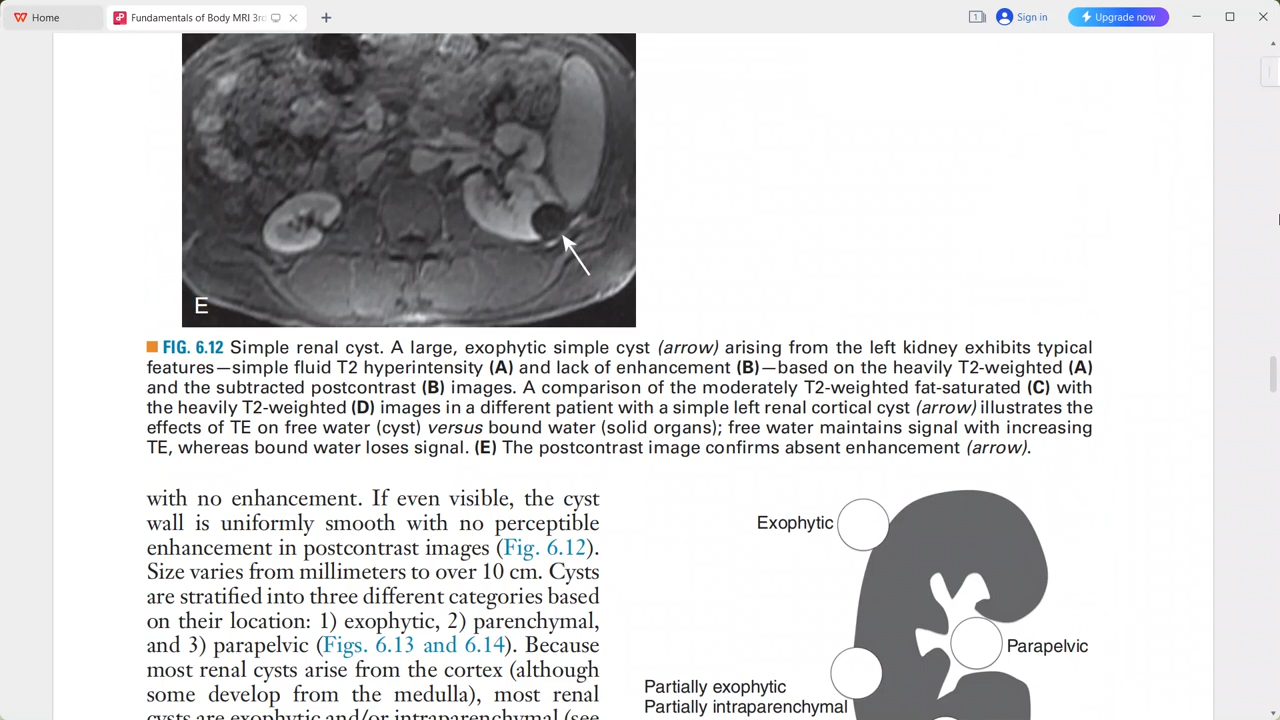 Home
Fundamentals of Body MRI 3rd
1
Sign in
Upgrade now
E
FIG. 6.12 Simple renal cyst. A large, exophytic simple cyst (arrow) arising from the left kidney exhibits typical
features—simple fluid T2 hyperintensity (A) and lack of enhancement (B)—based on the heavily T2-weighted (A)
and the subtracted postcontrast (B) images. A comparison of the moderately T2-weighted fat-saturated (C) with
the heavily T2-weighted (D) images in a different patient with a simple left renal cortical cyst (arrow) illustrates the
effects of TE on free water (cyst) versus bound water (solid organs); free water maintains signal with increasing
TE, whereas bound water loses signal. (E) The postcontrast image confirms absent enhancement (arrow).
with no enhancement. If even visible, the cyst
wall is uniformly smooth with no perceptible
enhancement in postcontrast images (Fig. 6.12).
Size varies from millimeters to over 10 cm. Cysts
are stratified into three different categories based
on their location: 1) exophytic, 2) parenchymal,
and 3) parapelvic (Figs. 6.13 and 6.14). Because
most renal cysts arise from the cortex (although
some develop from the medulla), most renal
cysts are exophytic and/or intraparenchymal (see
Exophytic
Parapelvic
Partially exophytic
Partially intraparenchymal